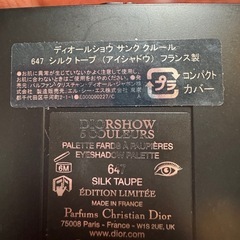 ディオールショウ サンク クルール
647 シルクトープ（アイシャドウ）フランス製
プラ
コンパクト
カバー
DIORSHOW
5 COULEURS
PALETTE FARDS À PAUPIÈRES
EYESHADOW PALETTE
6M
647
SILK TAUPE
ÉDITION LIMITÉE
MADE IN FRANCE
Parfums Christian Dior
75008 Paris - France - W1S 2UE, UK
www.dior.com